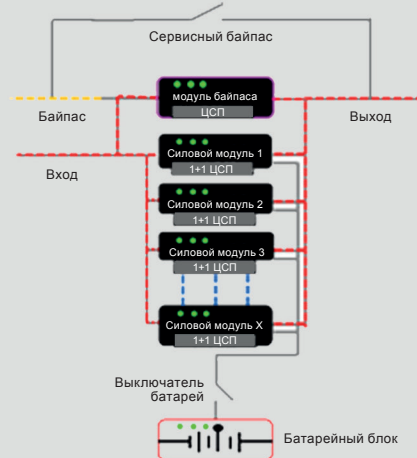 Сервисный байпас
модуль байпаса
ЦСП
Байпас
Выход
Силовой модуль 1
1+1 ЦСП
Вход
Силовой модуль 2
1+1 ЦСП
Силовой модуль 3
1+1 ЦСП
Силовой модуль X
1+1 ЦСП
Выключатель
батарей
Батарейный блок